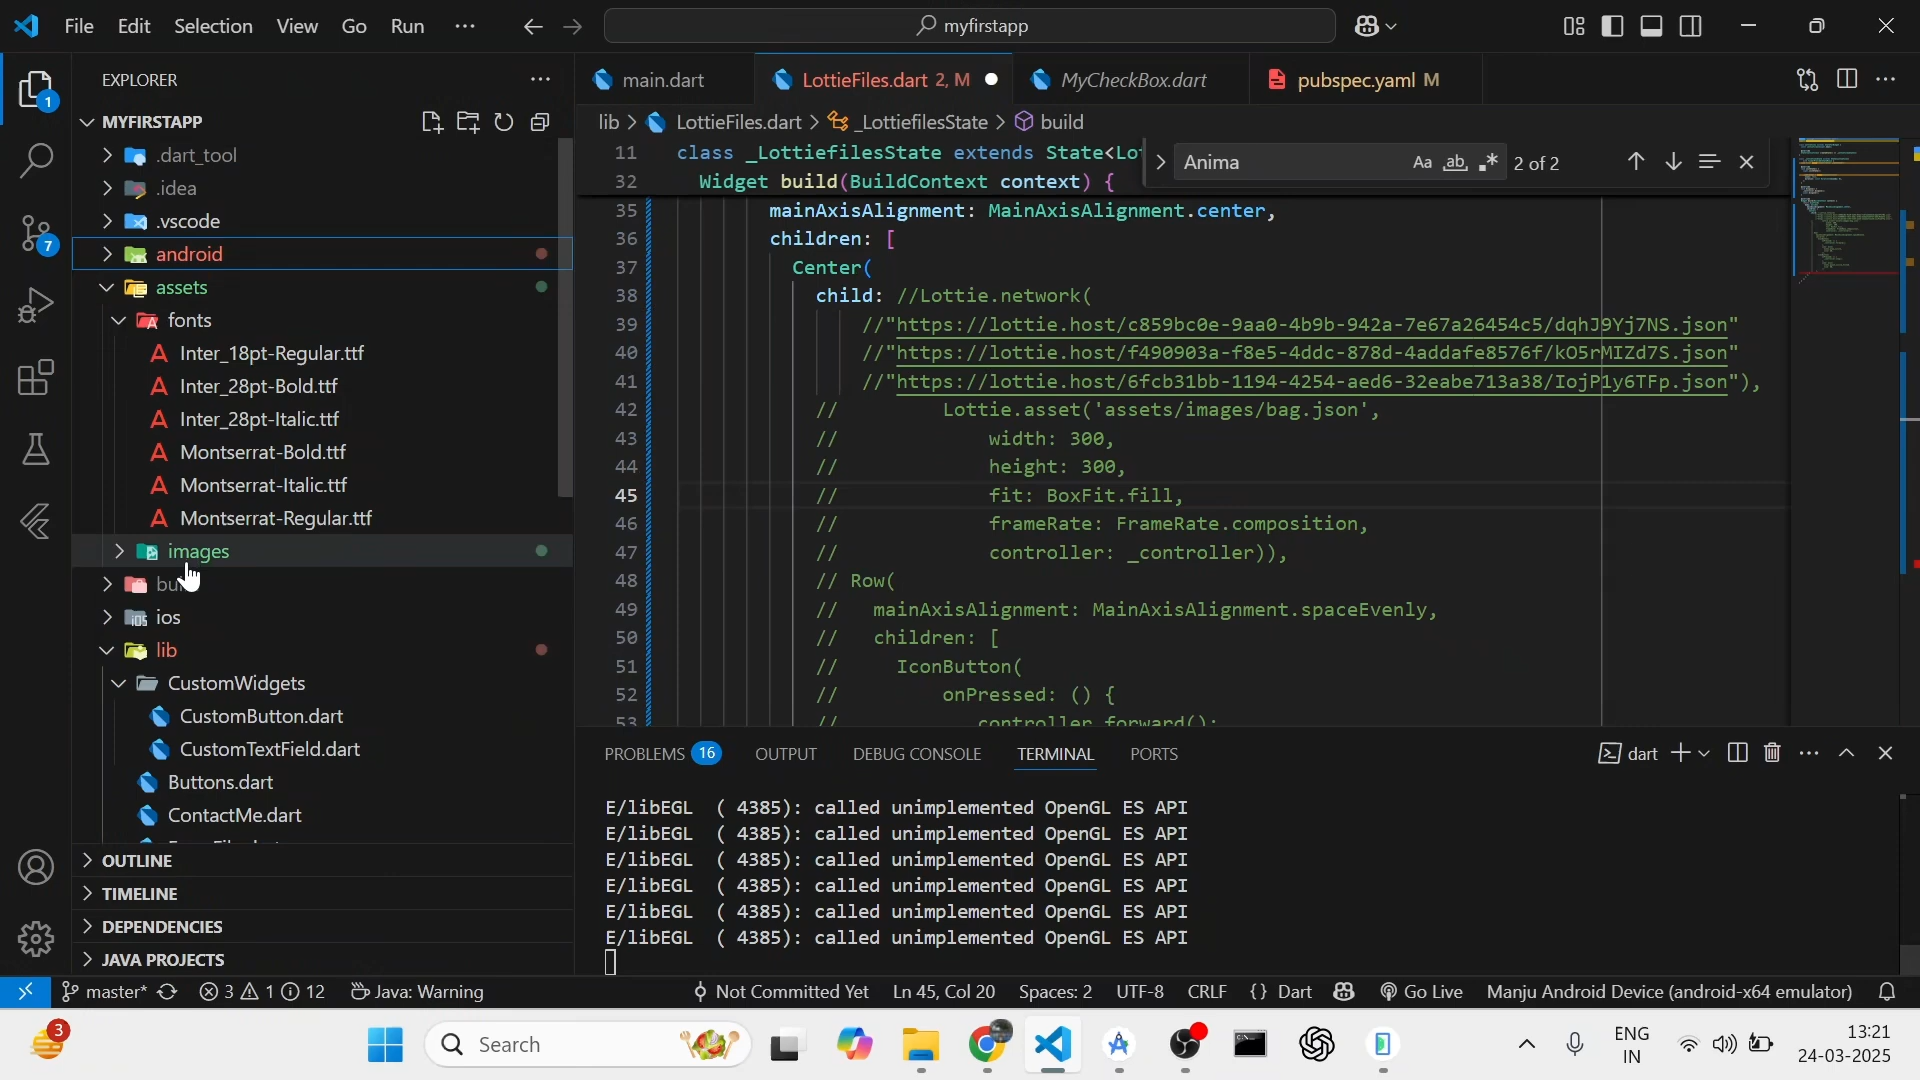 File Edit Selection View Go Run ··· myfirstapp
EXPLORER
MYFIRSTAPP
.dart_tool
.idea
.vscode
android
assets
fonts
Inter_18pt-Regular.ttf
Inter_28pt-Bold.ttf
Inter_28pt-Italic.ttf
Montserrat-Bold.ttf
Montserrat-Italic.ttf
Montserrat-Regular.ttf
images
ios
lib
CustomWidgets
CustomButton.dart
CustomTextField.dart
Buttons.dart
ContactMe.dart
OUTLINE
TIMELINE
DEPENDENCIES
JAVA PROJECTS
1
7
main.dart LottieFiles.dart 2, M MyCheckBox.dart pubspec.yaml M
lib > LottieFiles.dart > _LottiefilesState > build
Anima Aa ab 2 of 2
11 class _LottiefilesState extends State<Lo
32 Widget build(BuildContext context) {
35 mainAxisAlignment: MainAxisAlignment.center,
36 children: [
37 Center(
38 child: //Lottie.network(
39 //"https://lottie.host/c859bc0e-9aa0-4b9b-942a-7e67a26454c5/dqhJ9Yj7NS.json"
40 //"https://lottie.host/f490903a-f8e5-4ddc-878d-4addafe8576f/kO5rMIZd7S.json"
41 //"https://lottie.host/6fcb31bb-1194-4254-aed6-32eabe713a38/IojP1y6TFp.json"),
42 // Lottie.asset('assets/images/bag.json',
43 // width: 300,
44 // height: 300,
45 // fit: BoxFit.fill,
46 // frameRate: FrameRate.composition,
47 // controller: _controller)),
48 // Row(
49 // mainAxisAlignment: MainAxisAlignment.spaceEvenly,
50 // children: [
51 // IconButton(
52 // onPressed: () {
53 // controller.forward();
PROBLEMS 16 OUTPUT DEBUG CONSOLE TERMINAL PORTS dart
E/libEGL ( 4385): called unimplemented OpenGL ES API
E/libEGL ( 4385): called unimplemented OpenGL ES API
E/libEGL ( 4385): called unimplemented OpenGL ES API
E/libEGL ( 4385): called unimplemented OpenGL ES API
E/libEGL ( 4385): called unimplemented OpenGL ES API
E/libEGL ( 4385): called unimplemented OpenGL ES API
master* 3 1 12 Java: Warning Not Committed Yet Ln 45, Col 20 Spaces: 2 UTF-8 CRLF {} Dart Go Live Manju Android Device (android-x64 emulator)
3 Search ENG IN 13:21 24-03-2025